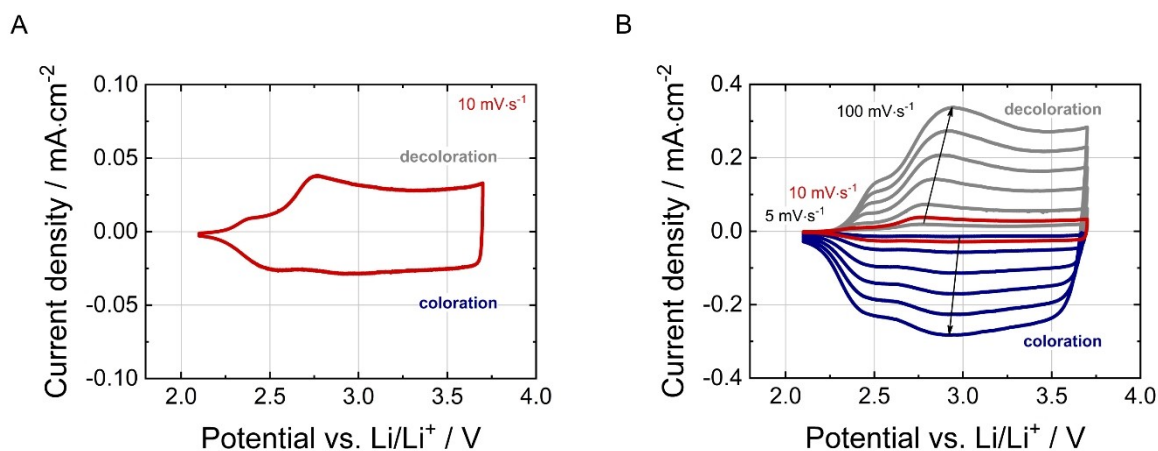 A
B
0.10
0.05
0.00
-0.05
-0.10
Current density / mA·cm⁻²
10 mV·s⁻¹
decoloration
coloration
2.0 2.5 3.0 3.5 4.0
Potential vs. Li/Li⁺ / V
0.4
0.2
0.0
-0.2
-0.4
Current density / mA·cm⁻²
100 mV·s⁻¹
decoloration
10 mV·s⁻¹
5 mV·s⁻¹
coloration
2.0 2.5 3.0 3.5 4.0
Potential vs. Li/Li⁺ / V